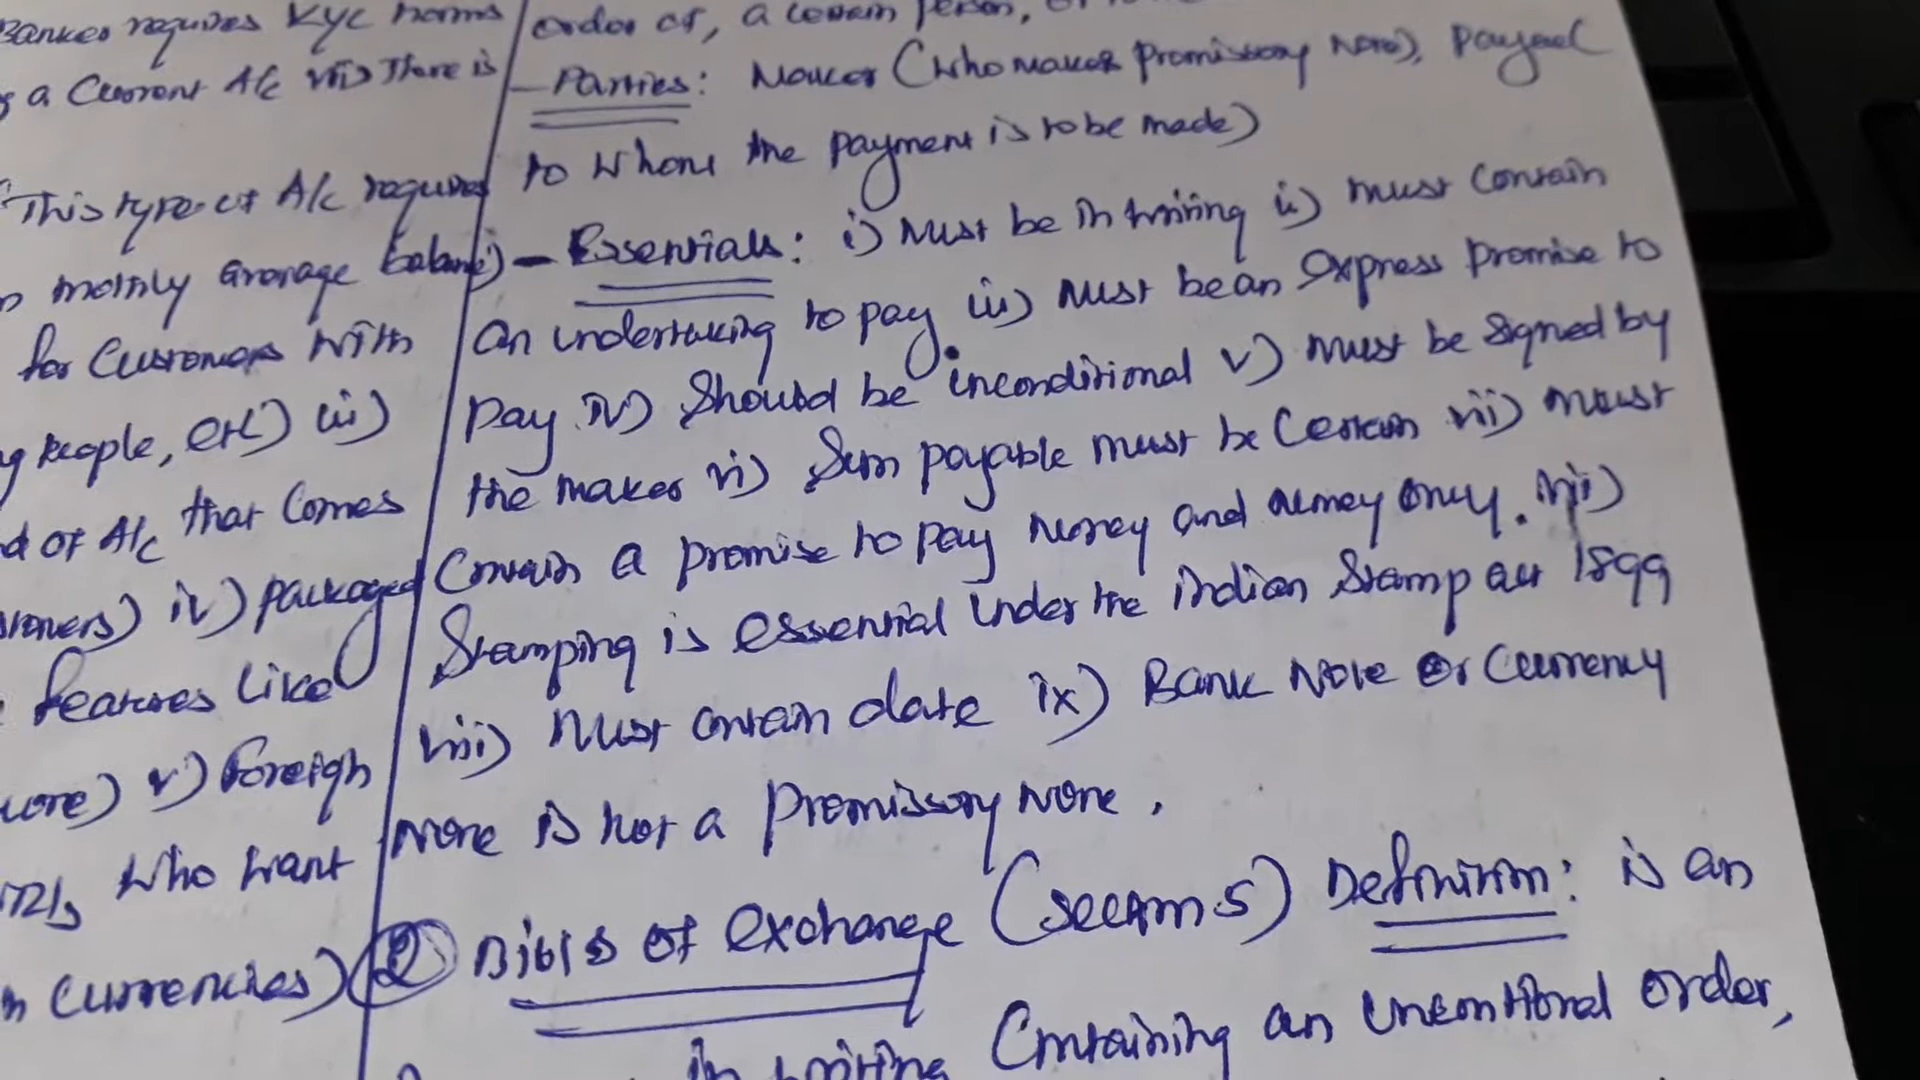 Banker requires KYC norms
a Current A/c vii) There is
This type of A/c requires
monthly average balance)
for Customers with
People, etc) iii)
of A/c that comes
iv) packaged
features like
v) Foreign
who want
Currencies)
order of, a certain person,
- Parties: Maker (who makes promissory note), payee (
to whom the payment is to be made)
- Essentials: i) Must be in writing ii) must contain
an undertaking to pay iii) Must be an express promise to
pay iv) Should be unconditional v) must be signed by
the maker vi) Sum payable must be certain vii) must
contain a promise to pay money and money only. vii)
Stamping is essential under the indian Stamp act 1899
viii) Must contain date ix) Bank Note or Currency
Note is not a promissory Note.
2 Bills of exchange (section 5) Definition: is an
in writing Containing an unconditional order,